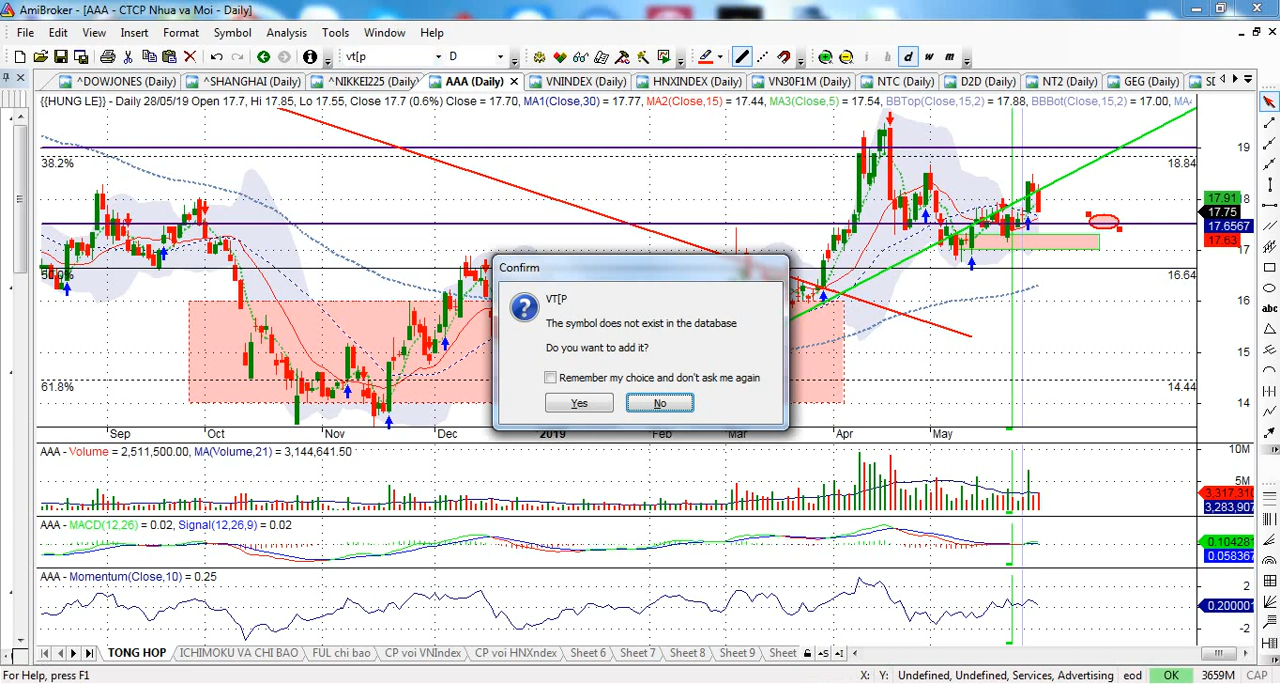 AmiBroker - [AAA - CTCP Nhua va Moi - Daily]
File Edit View Insert Format Symbol Analysis Tools Window Help
vt[p D i h d w m
^DOWJONES (Daily) ^SHANGHAI (Daily) ^NIKKEI225 (Daily) AAA (Daily) VNINDEX (Daily) HNXINDEX (Daily) VN30F1M (Daily) NTC (Daily) D2D (Daily) NT2 (Daily) GEG (Daily) SD
{{HUNG LE}} - Daily 28/05/19 Open 17.7, Hi 17.85, Lo 17.55, Close 17.7 (0.6%) Close = 17.70, MA1(Close,30) = 17.77, MA2(Close,15) = 17.44, MA3(Close,5) = 17.54, BBTop(Close,15,2) = 17.88, BBBot(Close,15,2) = 17.00, MA4
19
38.2% 18.84
18
17.91
17.75
17.6567
17.63
17
50.0% 16.64
16
15
61.8% 14.44
14
Sep Oct Nov Dec 2019 Feb Mar Apr May
Confirm
VT[P
The symbol does not exist in the database
Do you want to add it?
Remember my choice and don't ask me again
Yes No
AAA - Volume = 2,511,500.00, MA(Volume,21) = 3,144,641.50
10M
5M
3,317,310
3,283,907
AAA - MACD(12,26) = 0.02, Signal(12,26,9) = 0.02
0.104281
0.058367
AAA - Momentum(Close,10) = 0.25
2
0.200001
-2
TONG HOP ICHIMOKU VA CHI BAO FUL chi bao CP voi VNIndex CP voi HNXndex Sheet 6 Sheet 7 Sheet 8 Sheet 9 Sheet
For Help, press F1 X: Y: Undefined, Undefined, Services, Advertising eod OK 3659M CAP